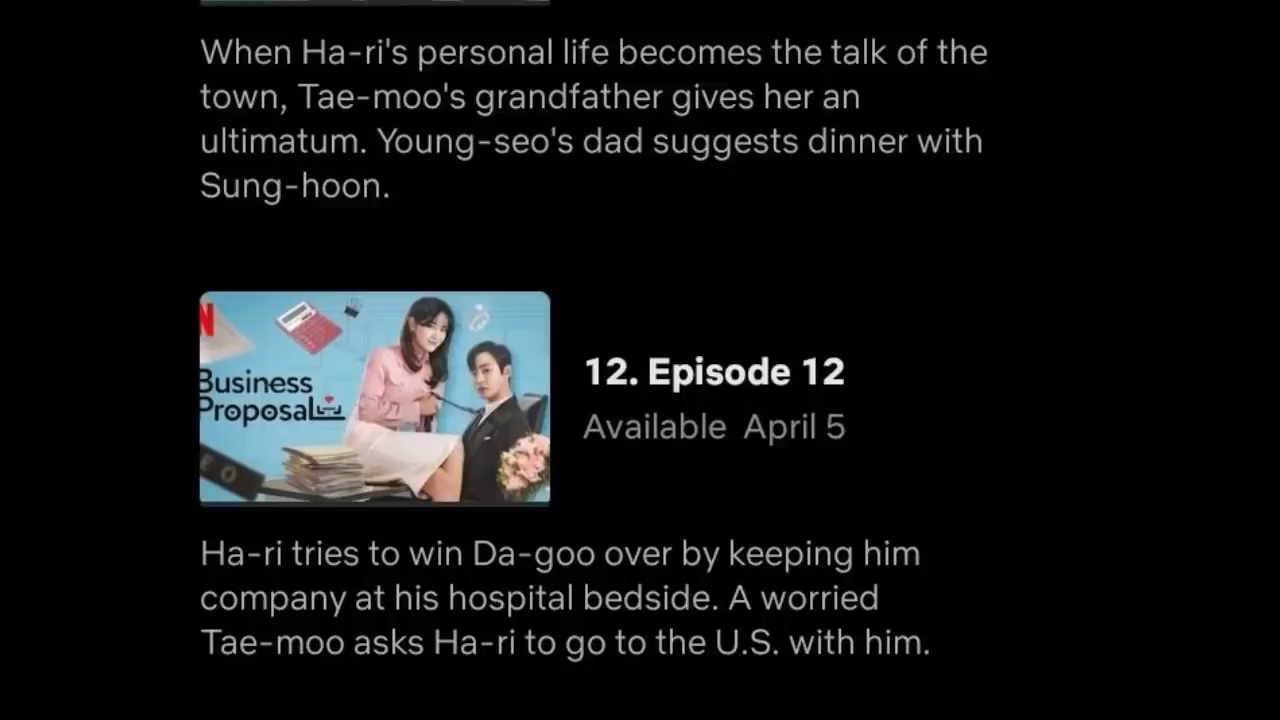 When Ha-ri's personal life becomes the talk of the
town, Tae-moo's grandfather gives her an
ultimatum. Young-seo's dad suggests dinner with
Sung-hoon.
N
Business
Proposal
12. Episode 12
Available April 5
Ha-ri tries to win Da-goo over by keeping him
company at his hospital bedside. A worried
Tae-moo asks Ha-ri to go to the U.S. with him.